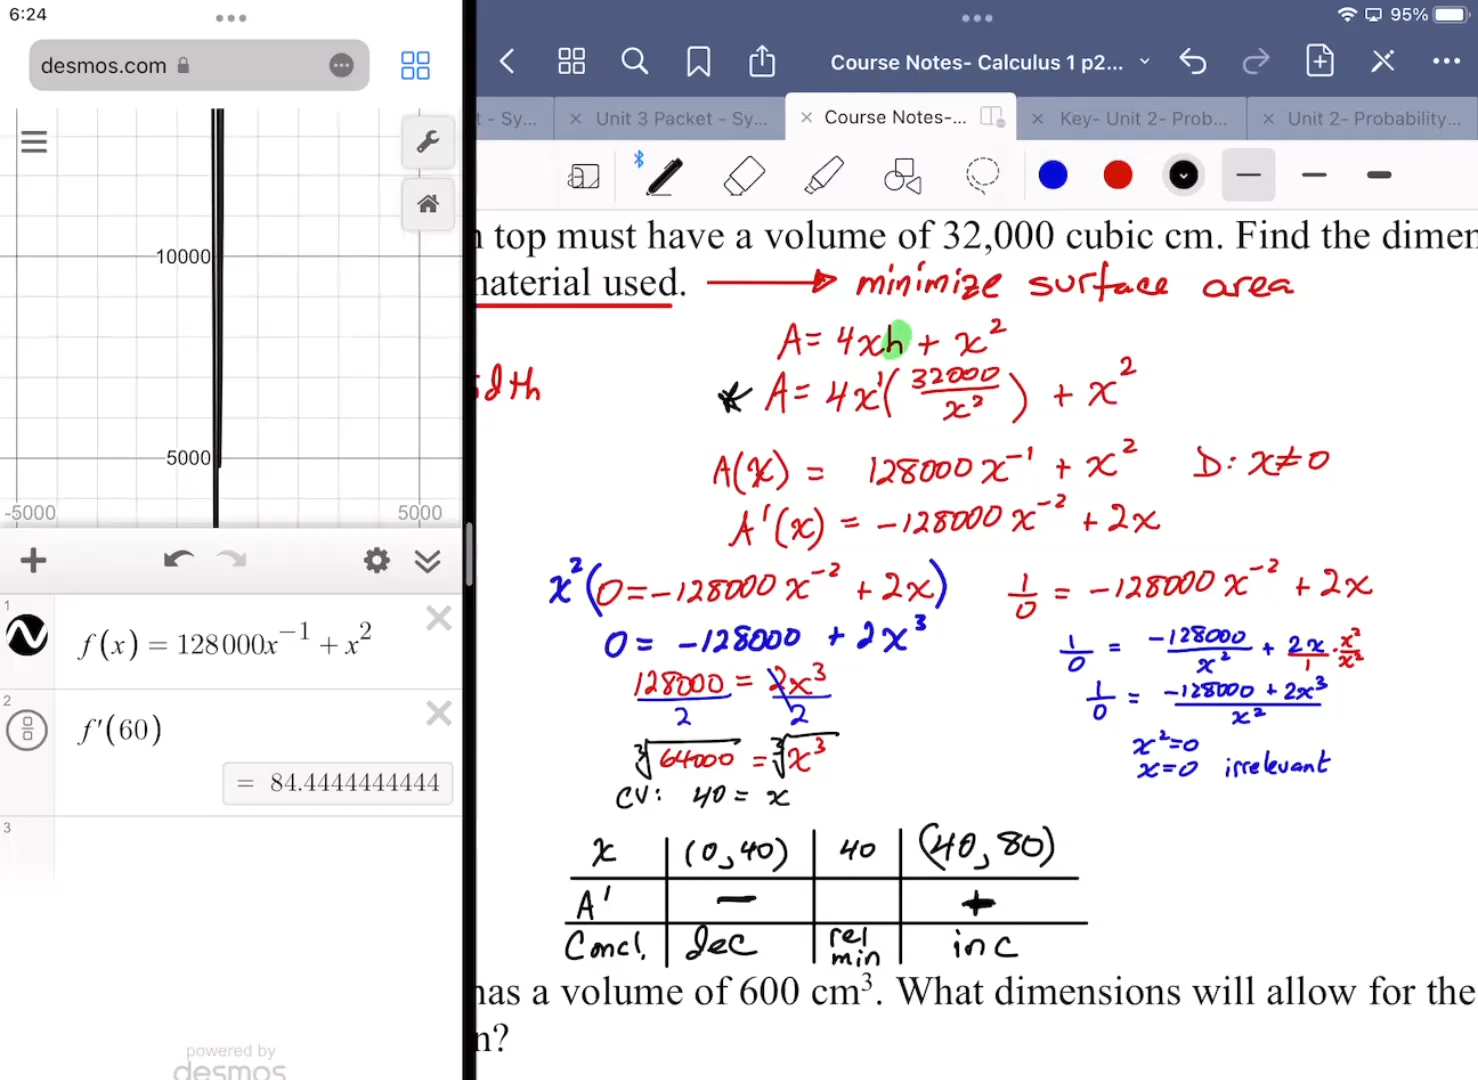 6:24
95%
desmos.com
Course Notes- Calculus 1 p2...
t - Sy...
Unit 3 Packet - Sy...
Course Notes-...
Key- Unit 2- Prob...
Unit 2- Probability...
10000
5000
-5000
5000
1
f(x) = 128000x⁻¹ + x²
2
f′(60)
= 84.4444444444
3
powered by
desmos
top must have a volume of 32,000 cubic cm. Find the dimen
material used. → minimize surface area
A = 4xh + x²
dth
* A = 4x¹(32000/x²) + x²
A(x) = 128000x⁻¹ + x² D: x≠0
A'(x) = -128000x⁻² + 2x
x²(0 = -128000x⁻² + 2x)
0 = -128000 + 2x³
128000/2 = 2x³/2
∛64000 = ∛x³
CV: 40 = x
1/0 = -128000x⁻² + 2x
1/0 = -128000/x² + 2x/1 · x²/x²
1/0 = (-128000 + 2x³)/x²
x²=0
x=0 irrelevant
x | (0,40) | 40 | (40,80)
A' | - | | +
Concl. | dec | rel min | inc
has a volume of 600 cm³. What dimensions will allow for the
n?